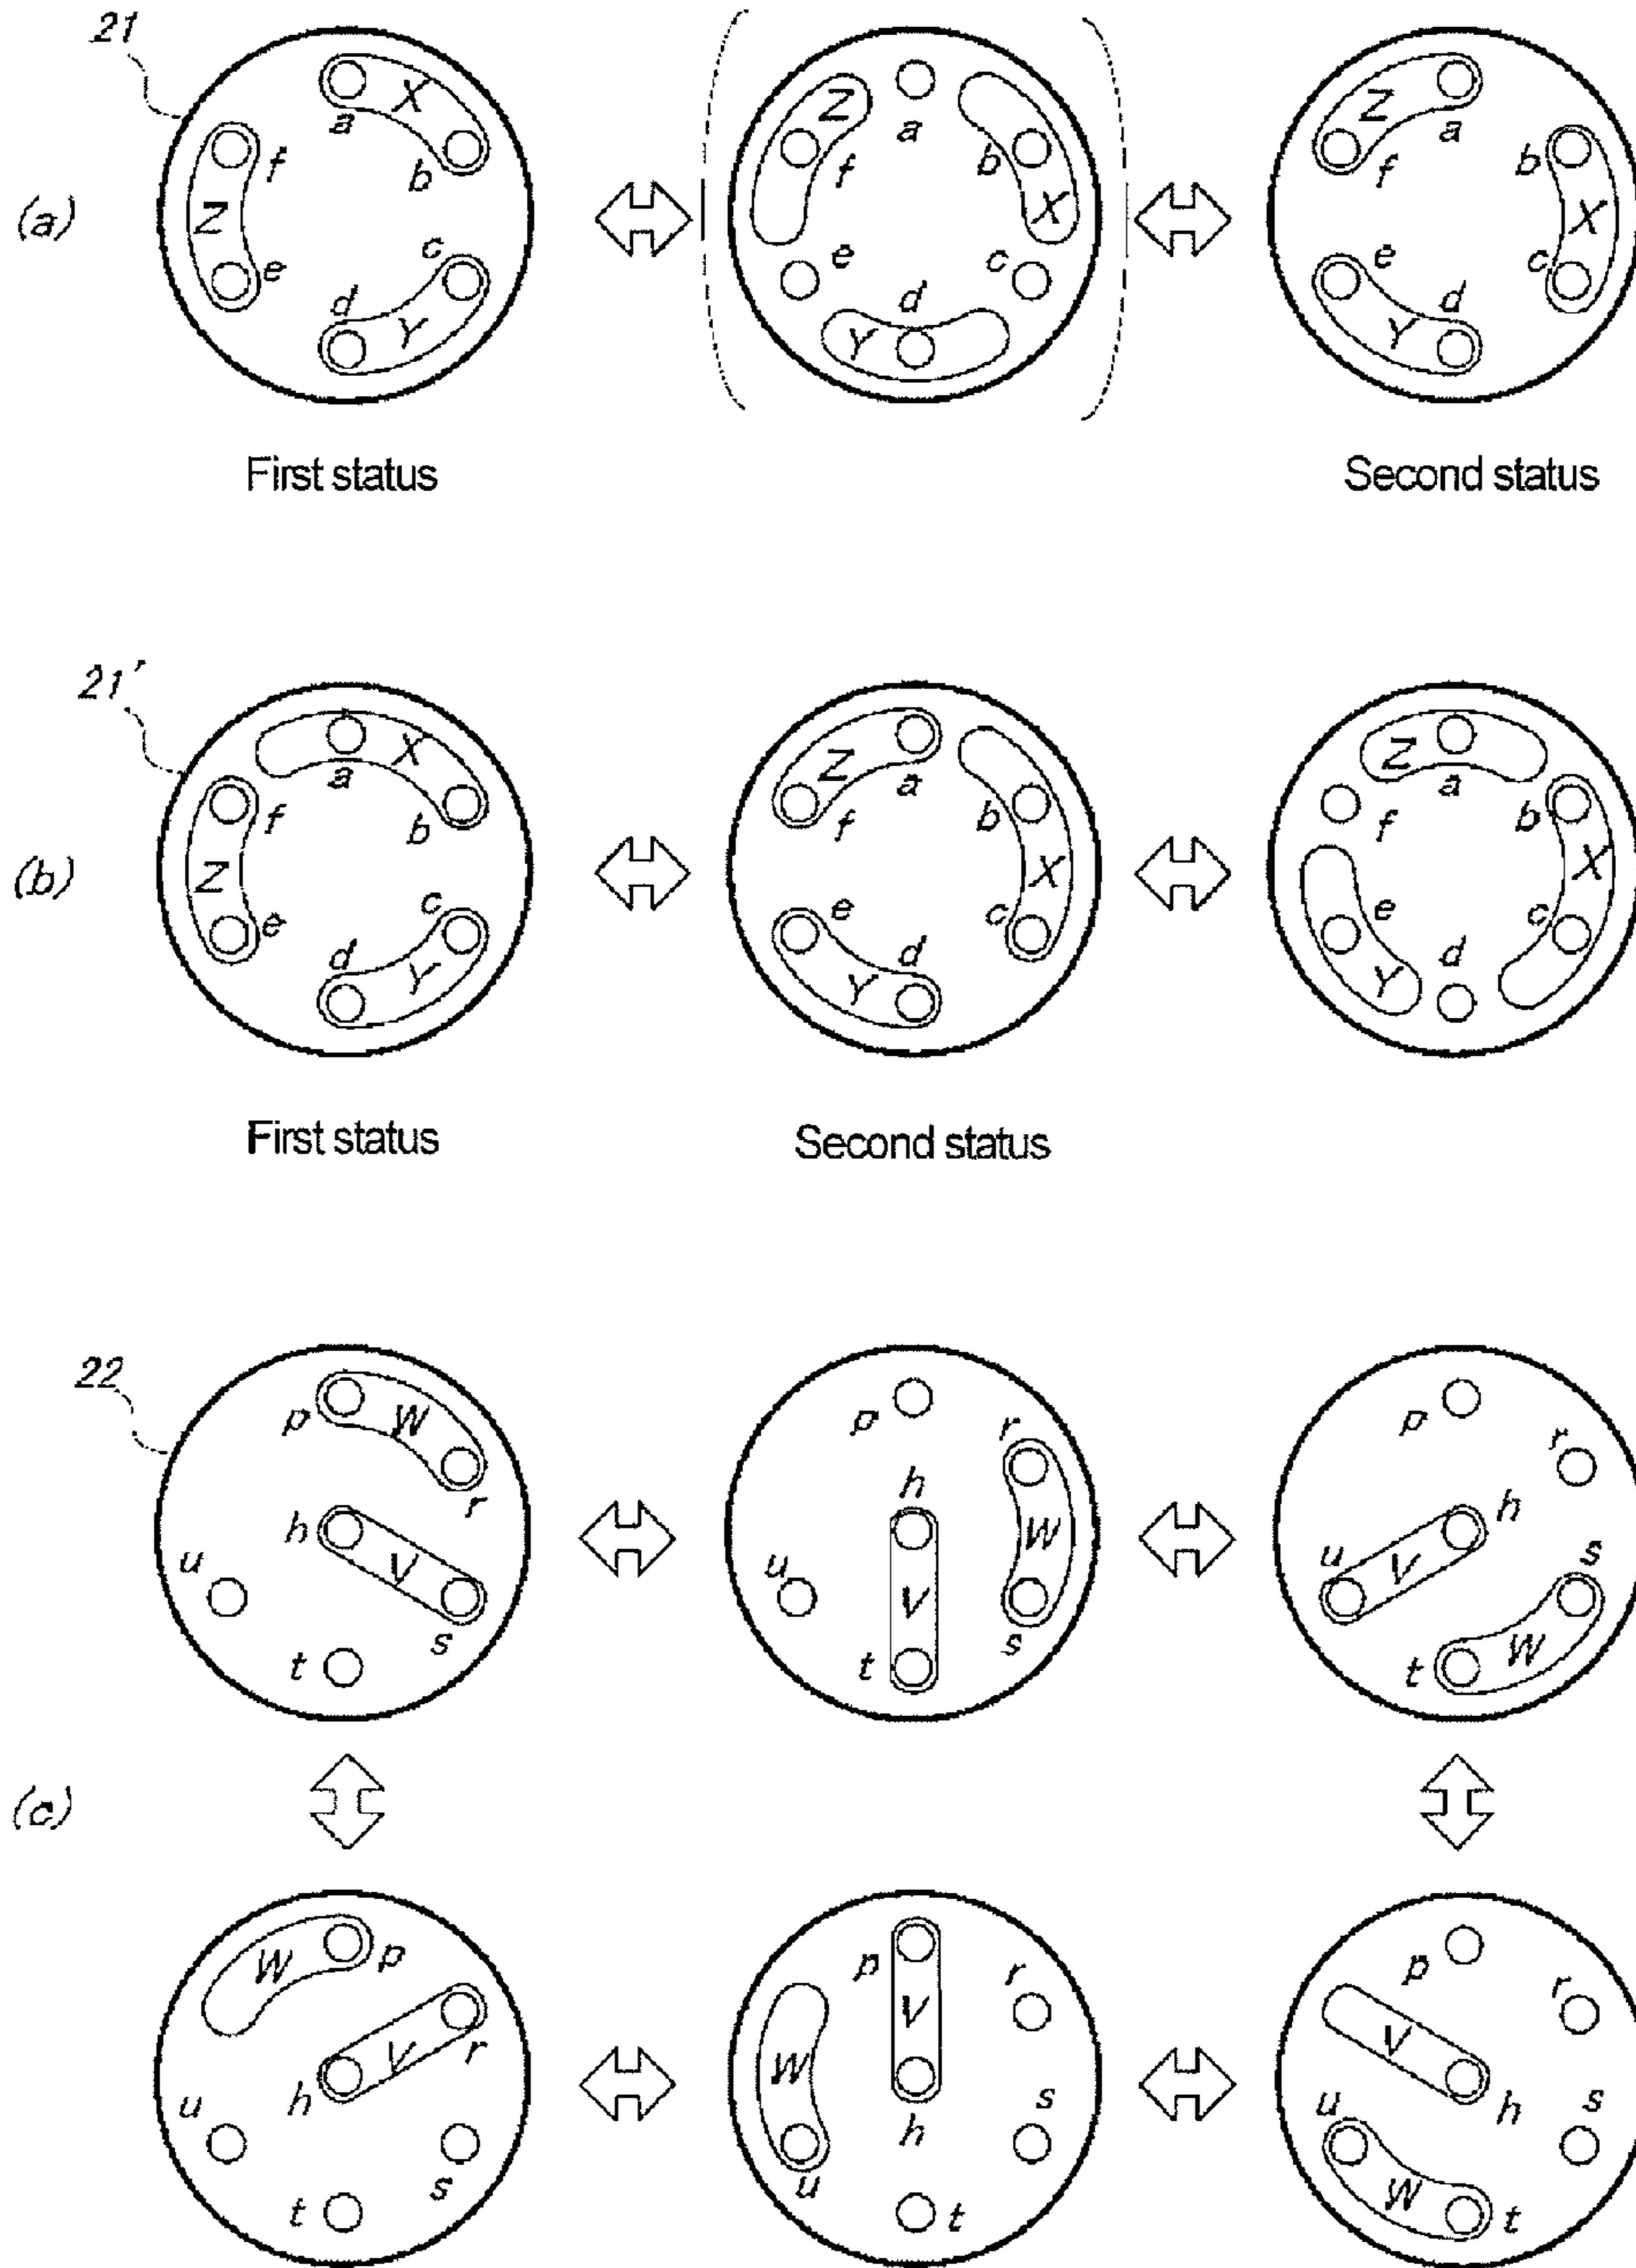 21
(a)
a X b c Y d e Z f
a b X c d Y e f Z
a b X c d Y e f Z
First status
Second status
21'
(b)
a X b c Y d e Z f
a b X c d Y e f Z
a b X c d Y e f Z
First status
Second status
22
(c)
p W r h V s t u
p r W s h V t u
p r s W t h V u
W p r V h s t u
p V h r s t u W
p r s t W u V h